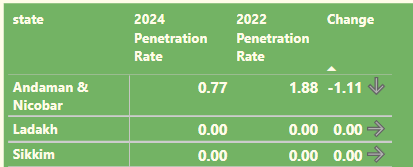 state 2024 Penetration Rate 2022 Penetration Rate Change
Andaman & Nicobar 0.77 1.88 -1.11
Ladakh 0.00 0.00 0.00
Sikkim 0.00 0.00 0.00